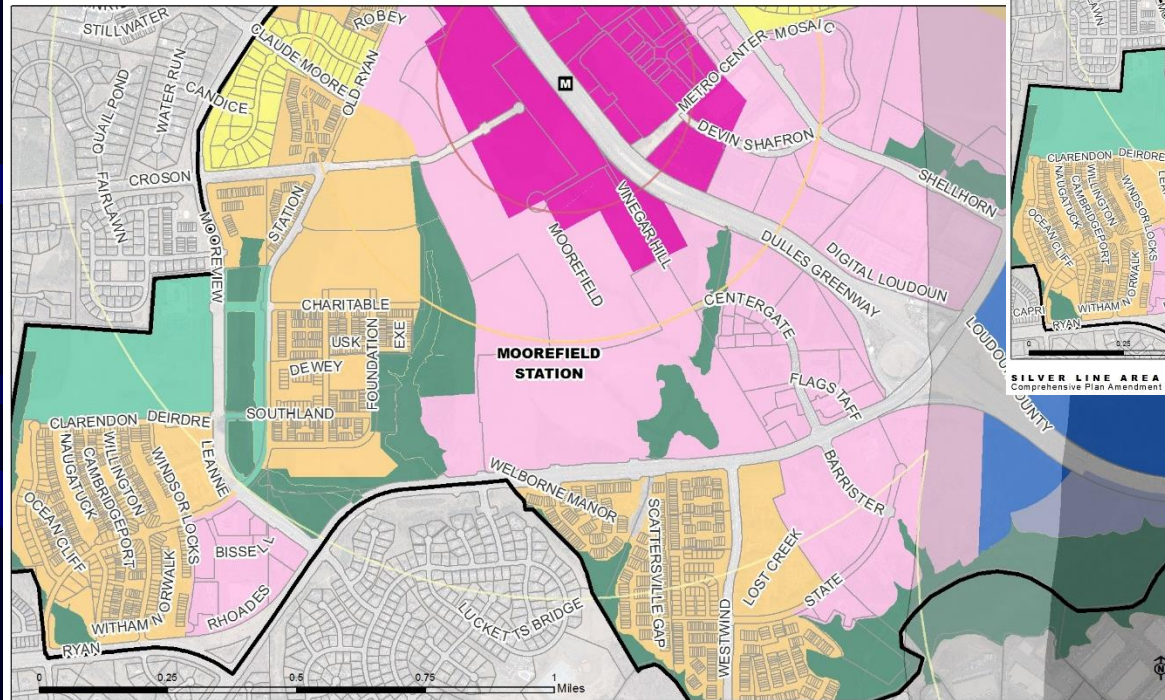 STILLWATER
ROBEY
CLAUDE MOORE
OLD RYAN
CANDICE
WATER RUN
QUAIL POND
FAIRLAWN
CROSON
MOOREVIEW
STATION
M
METRO CENTER
MOSAIC
DEVIN SHAFRON
SHELLHORN
VINEGAR HILL
MOOREFIELD
DULLES GREENWAY
DIGITAL LOUDOUN
CENTERGATE
CHARITABLE
USK
EXE
DEWEY
FOUNDATION
MOOREFIELD
STATION
SOUTHLAND
FLAGSTAFF
CLARENDON
DEIRDRE
LEANNE
NAUGATUCK
WILLINGTON
CAMBRIDGEPORT
WINDSOR LOCKS
OCEAN CLIFF
BISSELL
NORWALK
WITHAM
RHOADES
RYAN
WELBORNE MANOR
SCATTERSVILLE GAP
BARRISTER
LOST CREEK
STATE
WESTWIND
LUCKETTS BRIDGE
0 0.25 0.5 0.75 1
Miles
N
CLARENDON
DEIRDRE
NAUGATUCK
WILLINGTON
CAMBRIDGEPORT
WINDSOR LOCKS
OCEAN CLIFF
NORWALK
WITHAM
CAPRI
RYAN
0 0.25
SILVER LINE AREA
Comprehensive Plan Amendment
COUNTY